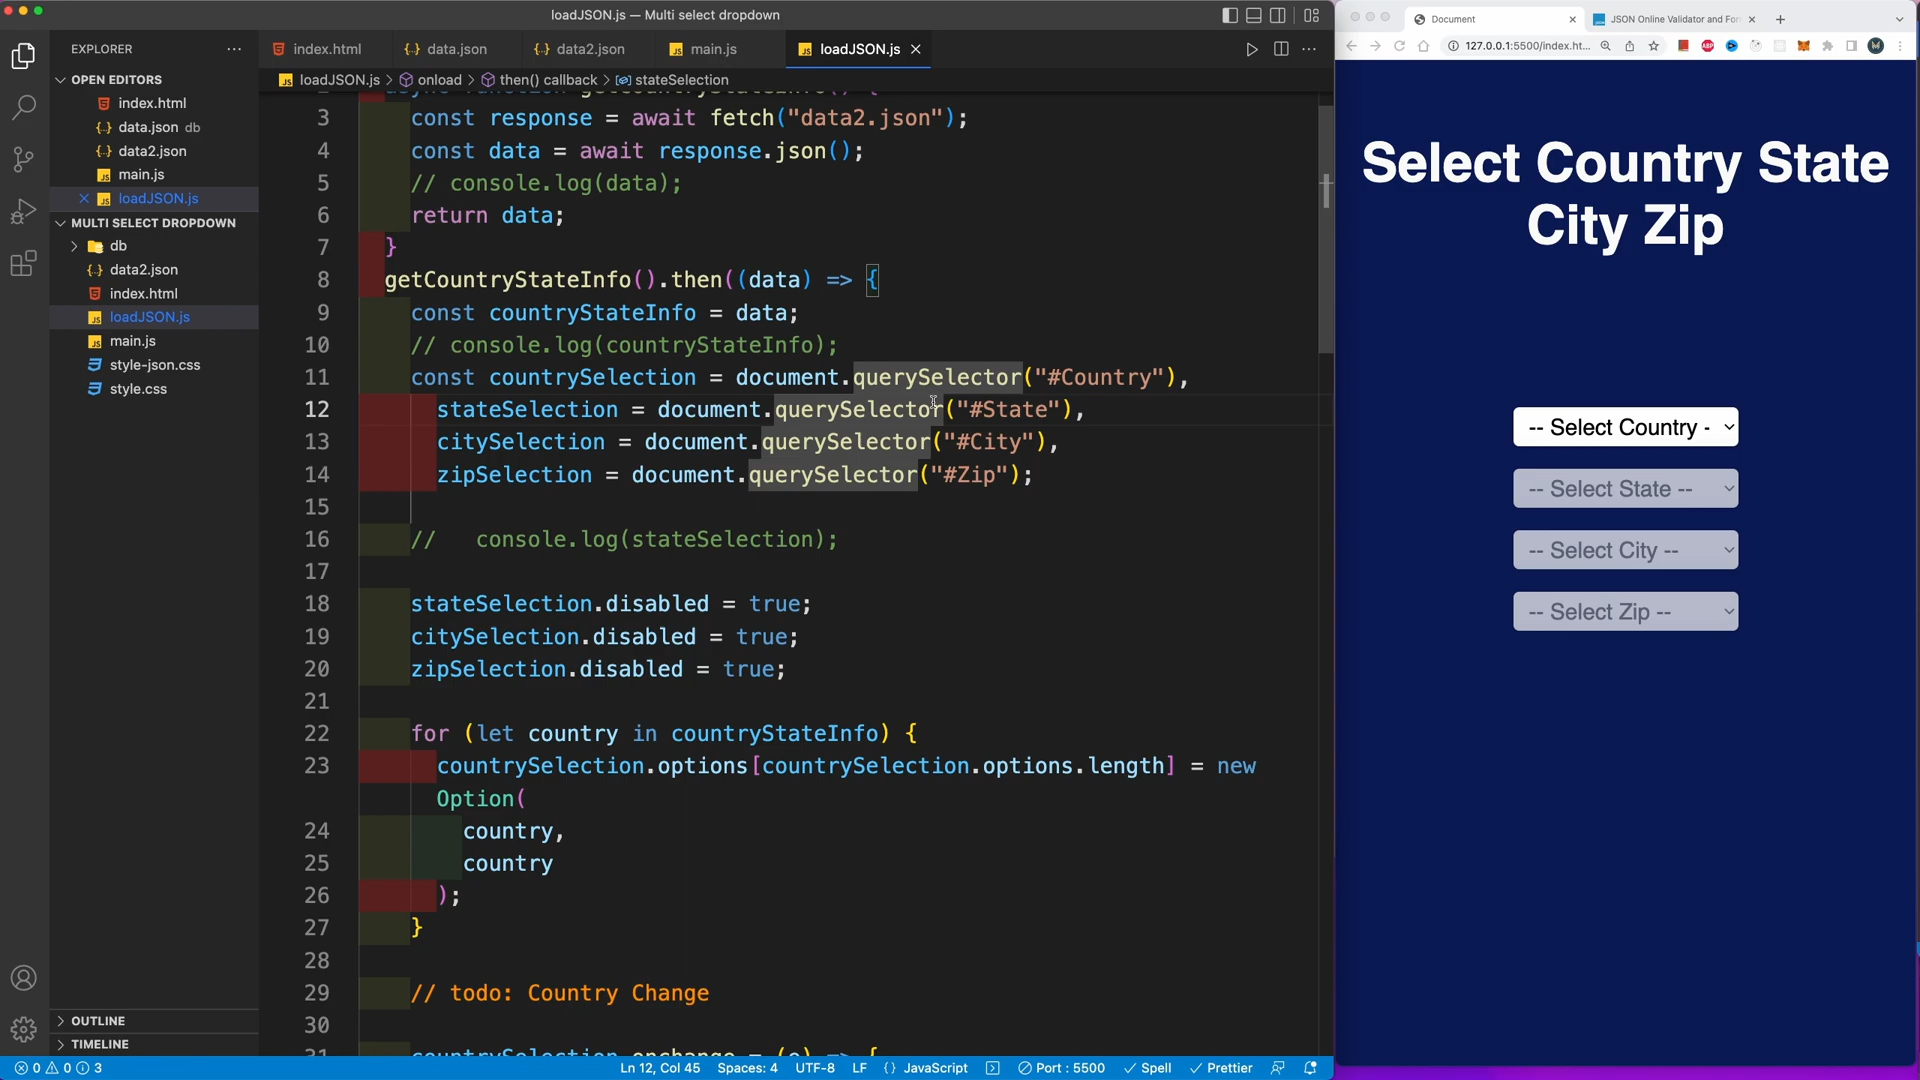 loadJSON.js — Multi select dropdown
EXPLORER
OPEN EDITORS
index.html
data.json db
data2.json
main.js
loadJSON.js
MULTI SELECT DROPDOWN
db
data2.json
index.html
loadJSON.js
main.js
style-json.css
style.css
OUTLINE
TIMELINE
index.html
data.json
data2.json
main.js
loadJSON.js
loadJSON.js > onload > then() callback > stateSelection
async function getCountryStateInfo() {
3 const response = await fetch("data2.json");
4 const data = await response.json();
5 // console.log(data);
6 return data;
7 }
8 getCountryStateInfo().then((data) => {
9 const countryStateInfo = data;
10 // console.log(countryStateInfo);
11 const countrySelection = document.querySelector("#Country"),
12 stateSelection = document.querySelector("#State"),
13 citySelection = document.querySelector("#City"),
14 zipSelection = document.querySelector("#Zip");
15
16 // console.log(stateSelection);
17
18 stateSelection.disabled = true;
19 citySelection.disabled = true;
20 zipSelection.disabled = true;
21
22 for (let country in countryStateInfo) {
23 countrySelection.options[countrySelection.options.length] = new
Option(
24 country,
25 country
26 );
27 }
28
29 // todo: Country Change
30
31 countrySelection.onchange = (e) => {
0 0 3
Ln 12, Col 45
Spaces: 4
UTF-8
LF
{} JavaScript
Port : 5500
Spell
Prettier
Document
JSON Online Validator and For
127.0.0.1:5500/index.ht...
Select Country State
City Zip
-- Select Country -
-- Select State --
-- Select City --
-- Select Zip --